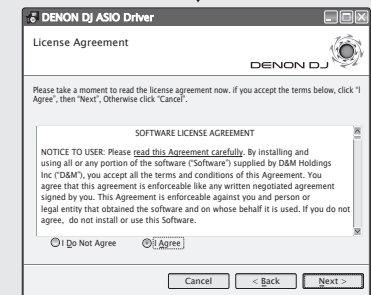 DENON DJ ASIO Driver
License Agreement
DENON DJ
Please take a moment to read the license agreement now. if you accept the terms below, click "I
Agree", then "Next", Otherwise click "Cancel".
SOFTWARE LICENSE AGREEMENT
NOTICE TO USER: Please read this Agreement carefully. By installing and
using all or any portion of the software ("Software") supplied by D&M Holdings
Inc ("D&M"), you accept all the terms and conditions of this Agreement. You
agree that this agreement is enforceable like any written negotiated agreement
signed by you. This Agreement is enforceable against you and person or
legal entity that obtained the software and on whose behalf it is used. If you do not
agree, do not install or use this Software.
I Do Not Agree I Agree
Cancel < Back Next >